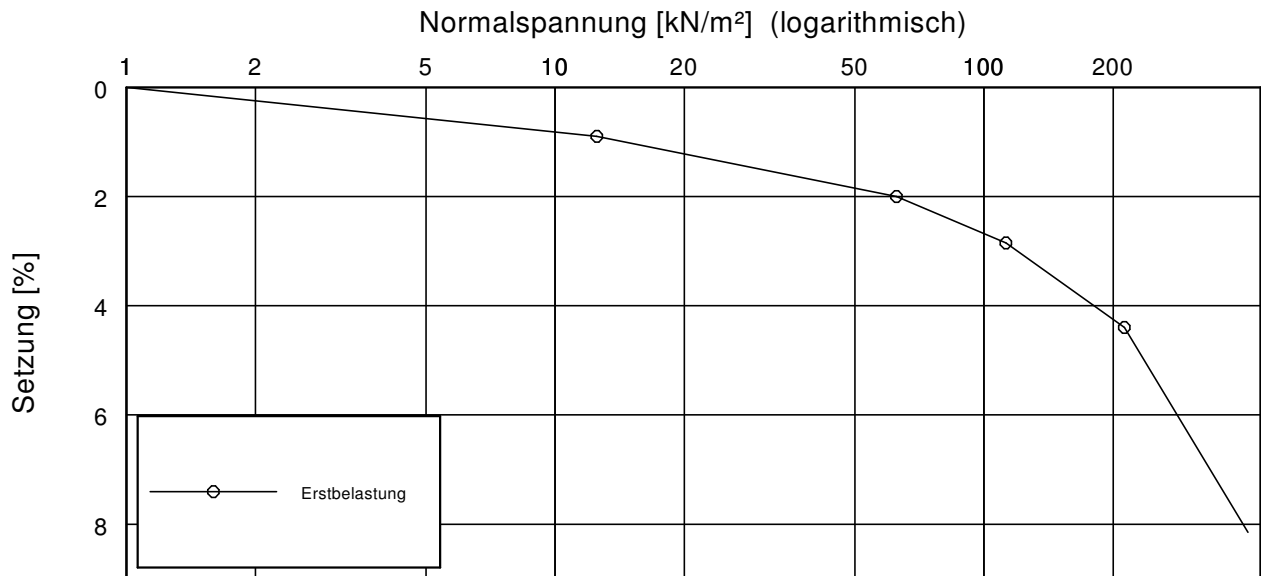 Normalspannung [kN/m²] (logarithmisch)
1 2 5 10 20 50 100 200
0
2
4
6
8
Setzung [%]
Erstbelastung